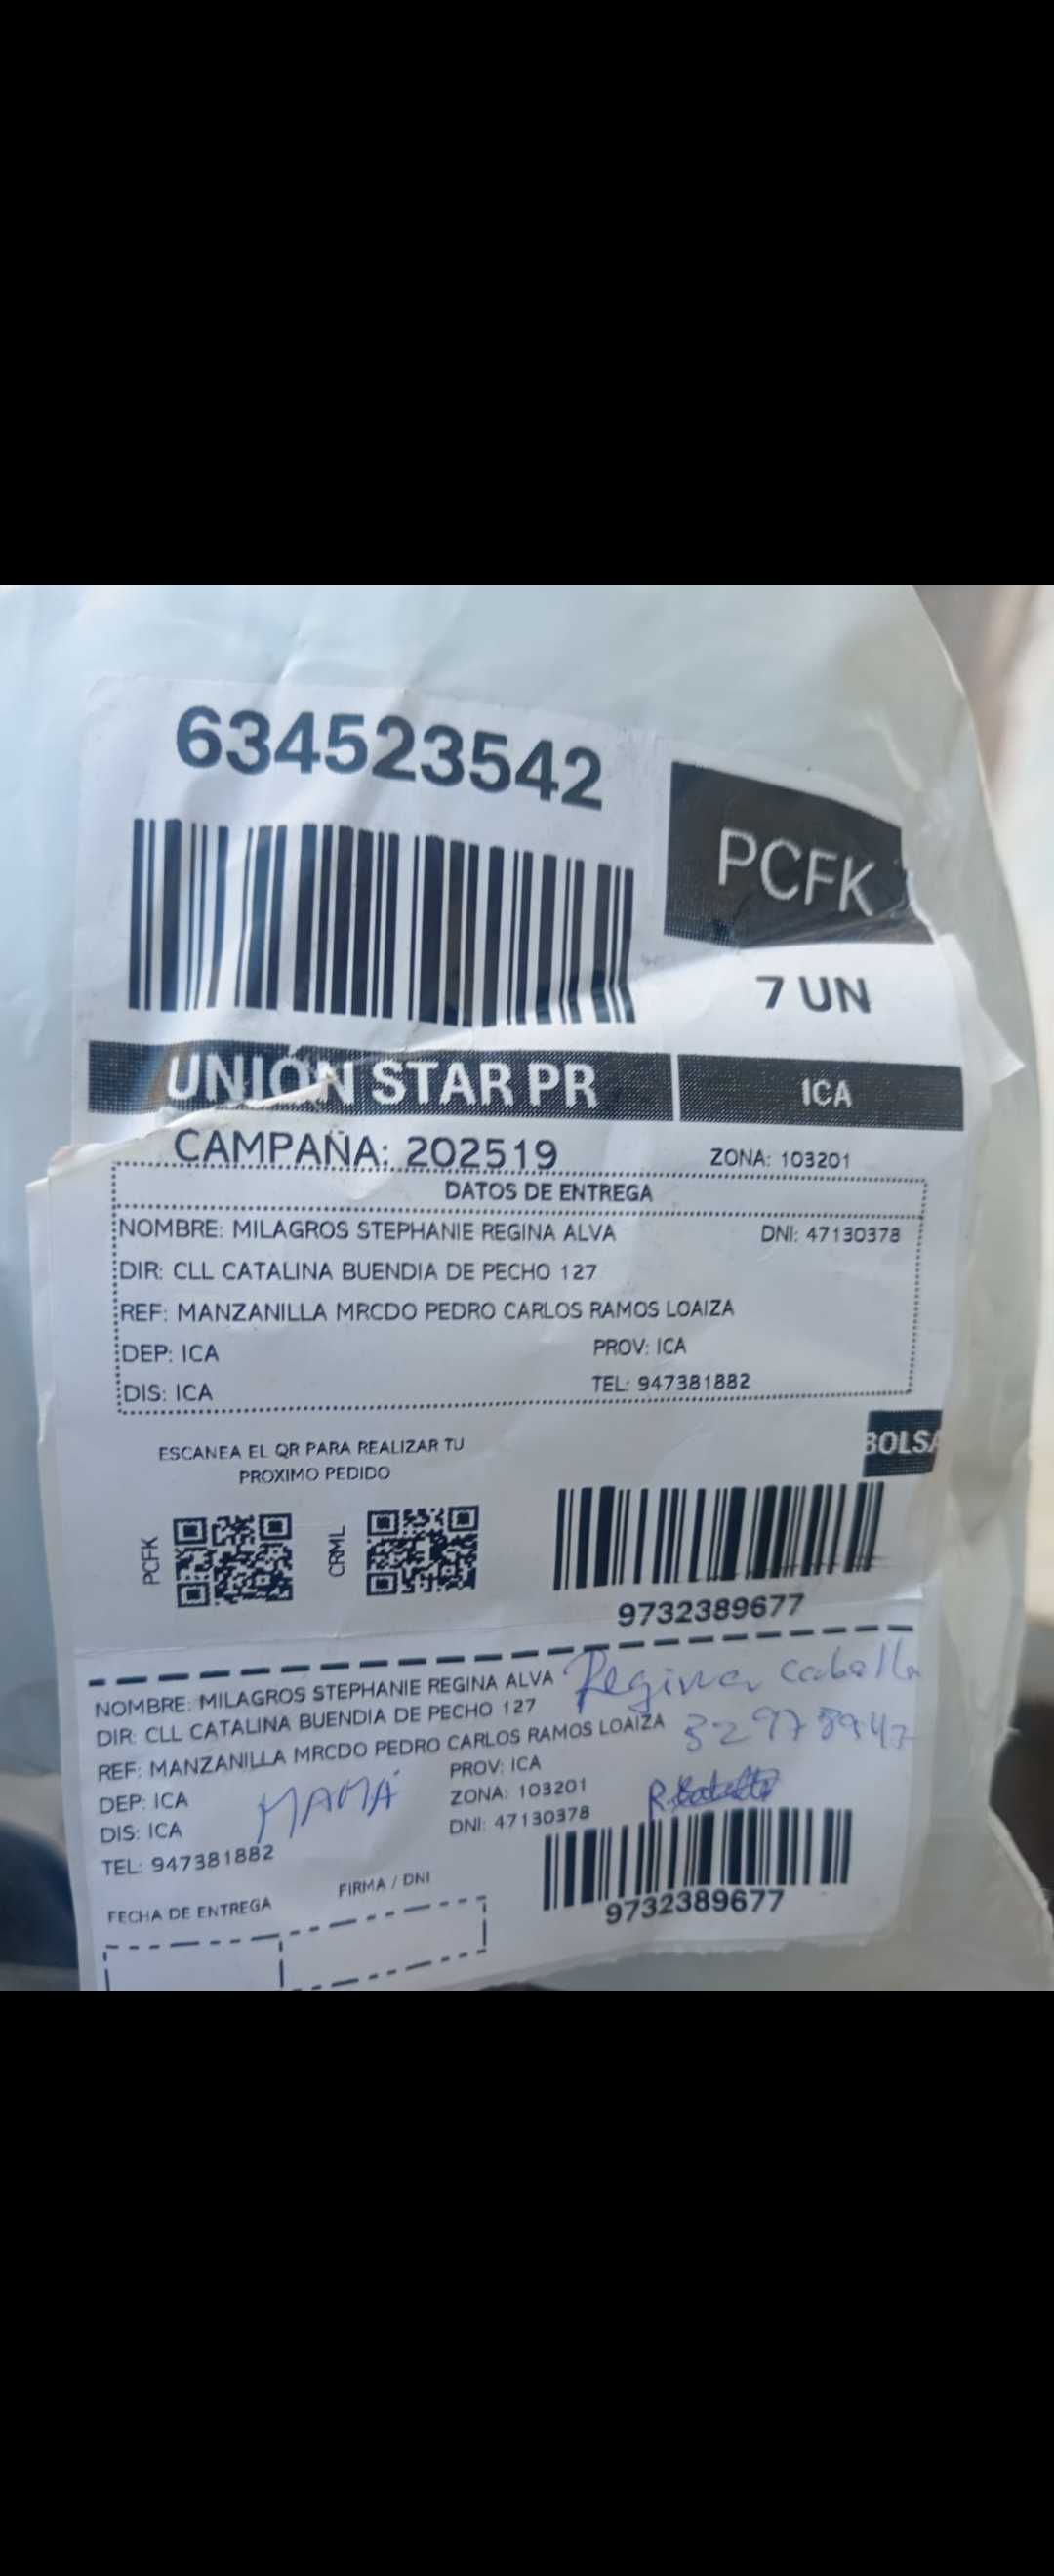 634523542
PCFK
7 UN
UNIÓN STAR PR
ICA
CAMPAÑA: 202519
ZONA: 103201
DATOS DE ENTREGA
NOMBRE: MILAGROS STEPHANIE REGINA ALVA DNI: 47130378
DIR: CLL CATALINA BUENDIA DE PECHO 127
REF: MANZANILLA MRCDO PEDRO CARLOS RAMOS LOAIZA
DEP: ICA PROV: ICA
DIS: ICA TEL: 947381882
BOLSA
ESCANEA EL QR PARA REALIZAR TU
PROXIMO PEDIDO
PCFK
CRML
9732389677
NOMBRE: MILAGROS STEPHANIE REGINA ALVA Regina
DIR: CLL CATALINA BUENDIA DE PECHO 127
REF: MANZANILLA MRCDO PEDRO CARLOS RAMOS LOAIZA
DEP: ICA PROV: ICA
MAMÁ
DIS: ICA ZONA: 103201
TEL: 947381882 DNI: 47130378
FECHA DE ENTREGA FIRMA / DNI
9732389677